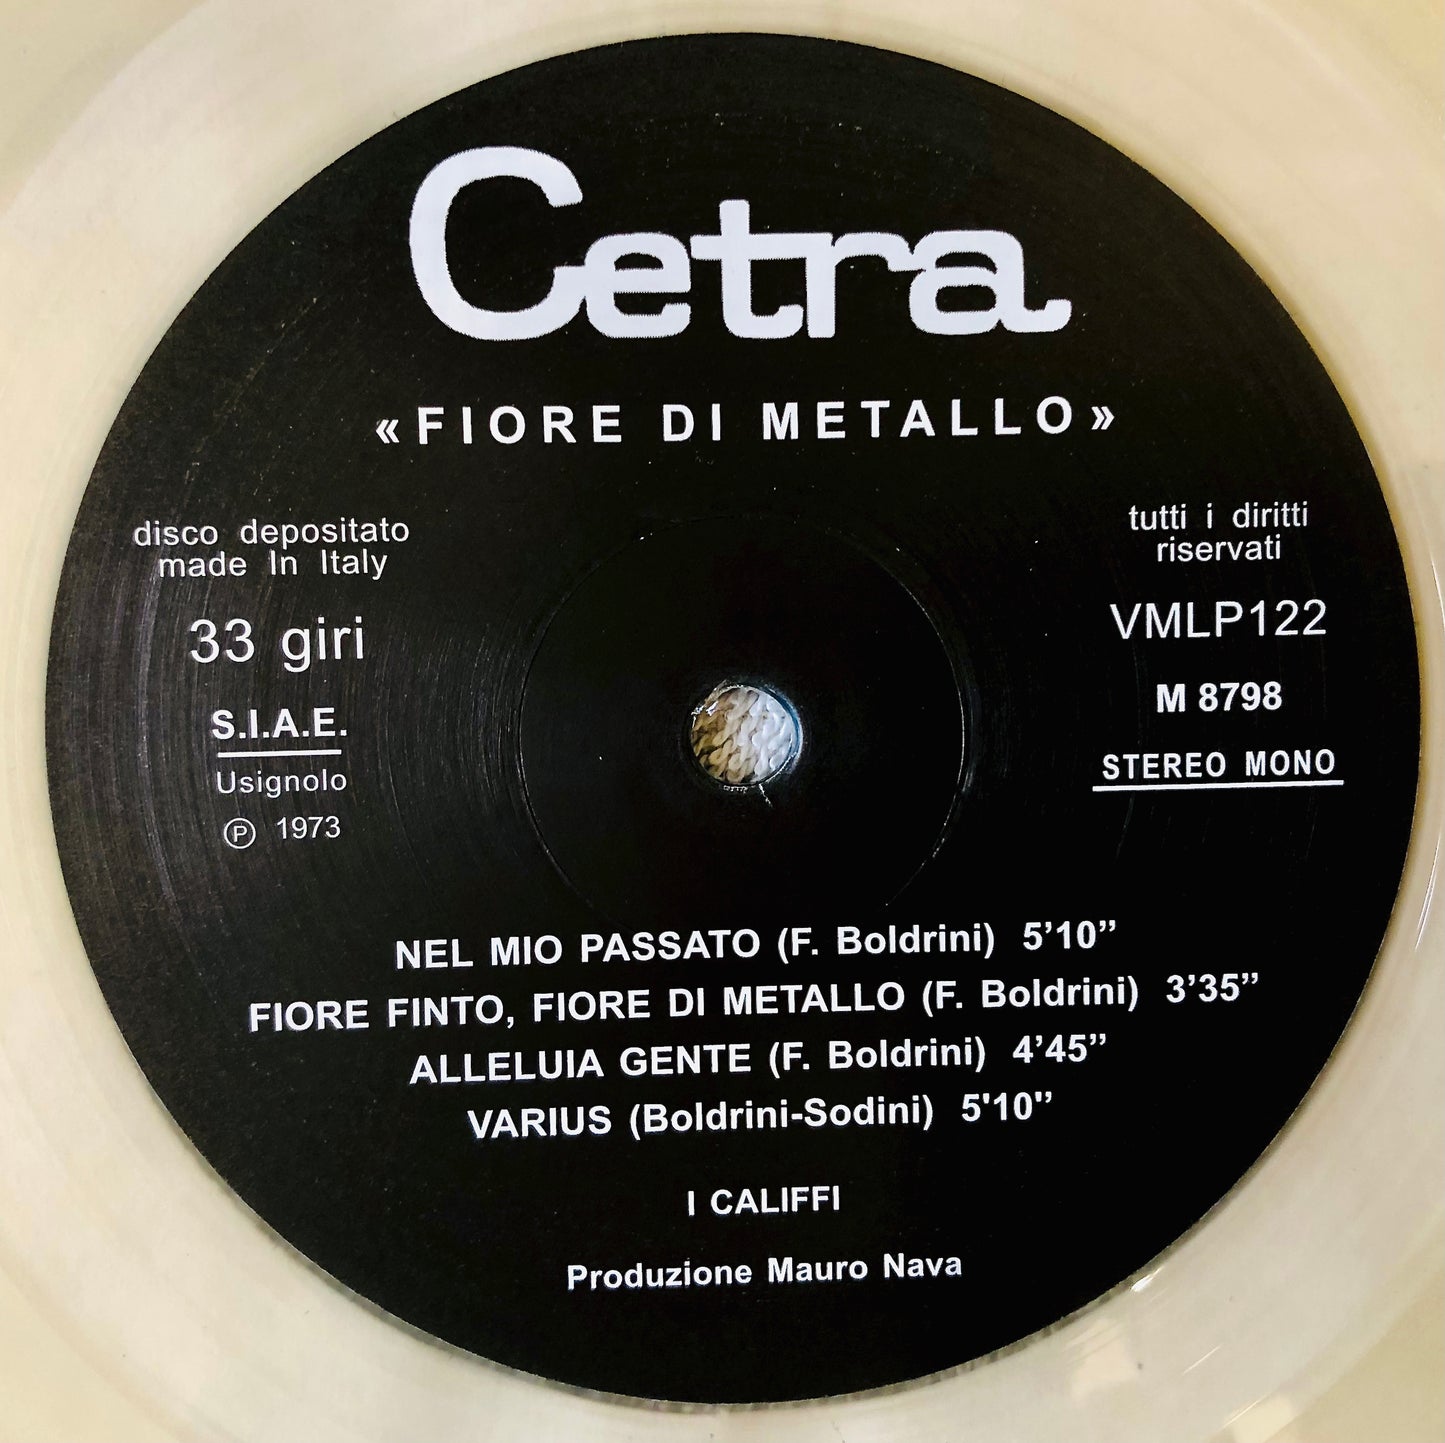 Cetra
«FIORE DI METALLO»
disco depositato
made In Italy
33 giri
S.I.A.E.
Usignolo
Ⓟ 1973
tutti i diritti
riservati
VMLP122
M 8798
STEREO MONO
NEL MIO PASSATO (F. Boldrini) 5’10’’
FIORE FINTO, FIORE DI METALLO (F. Boldrini) 3’35’’
ALLELUIA GENTE (F. Boldrini) 4’45’’
VARIUS (Boldrini-Sodini) 5'10''
I CALIFFI
Produzione Mauro Nava